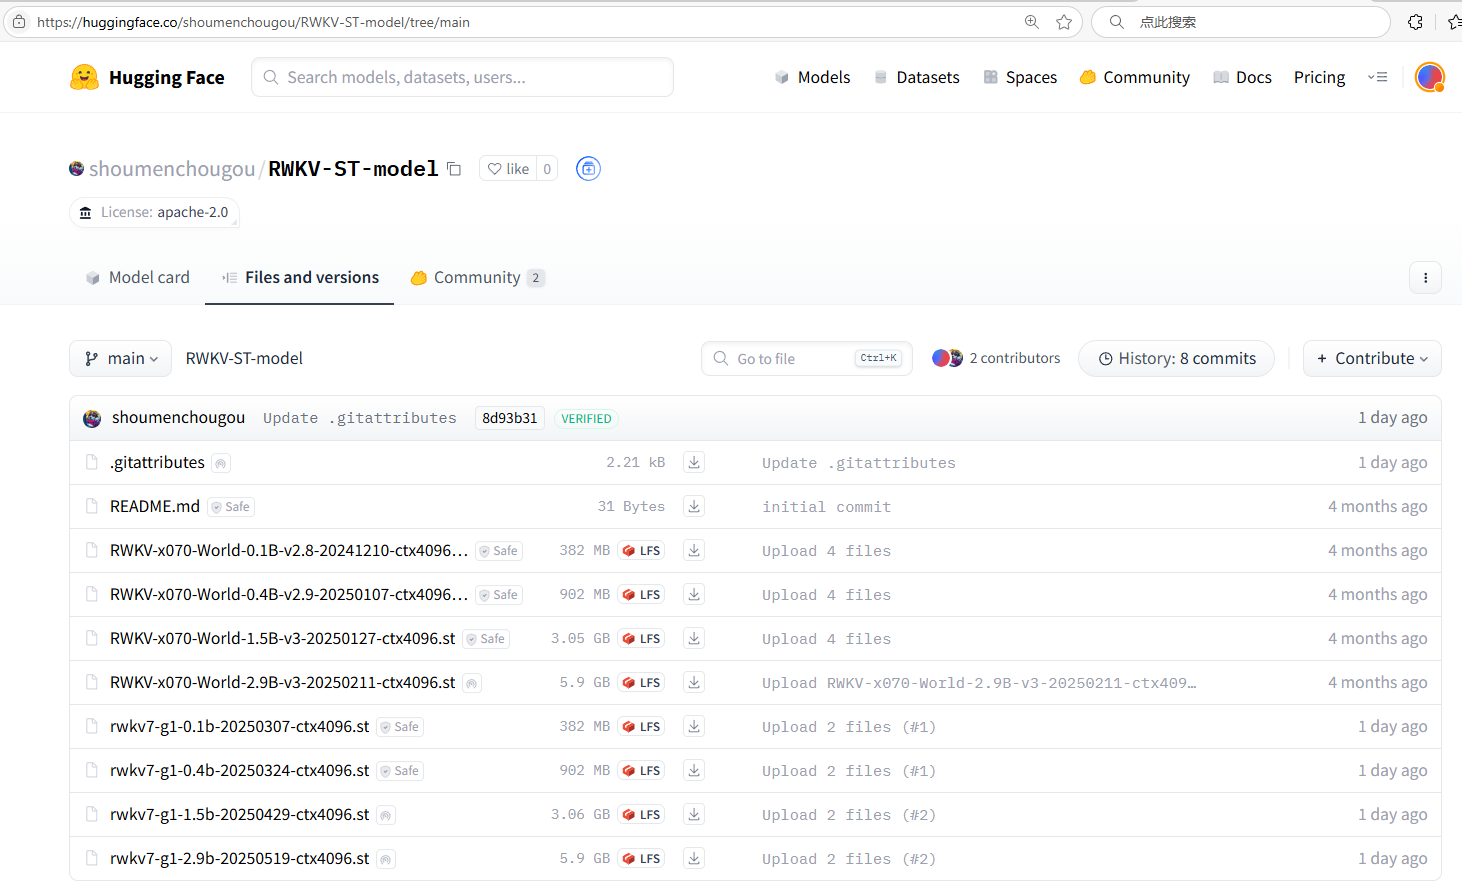 https://huggingface.co/shoumenchougou/RWKV-ST-model/tree/main 点此搜索
Hugging Face Search models, datasets, users... Models Datasets Spaces Community Docs Pricing
shoumenchougou/RWKV-ST-model like 0
License: apache-2.0
Model card Files and versions Community 2
main RWKV-ST-model Go to file Ctrl+K 2 contributors History: 8 commits + Contribute
shoumenchougou Update .gitattributes 8d93b31 VERIFIED 1 day ago
.gitattributes 2.21 kB Update .gitattributes 1 day ago
README.md Safe 31 Bytes initial commit 4 months ago
RWKV-x070-World-0.1B-v2.8-20241210-ctx4096... Safe 382 MB LFS Upload 4 files 4 months ago
RWKV-x070-World-0.4B-v2.9-20250107-ctx4096... Safe 902 MB LFS Upload 4 files 4 months ago
RWKV-x070-World-1.5B-v3-20250127-ctx4096.st Safe 3.05 GB LFS Upload 4 files 4 months ago
RWKV-x070-World-2.9B-v3-20250211-ctx4096.st 5.9 GB LFS Upload RWKV-x070-World-2.9B-v3-20250211-ctx409... 4 months ago
rwkv7-g1-0.1b-20250307-ctx4096.st Safe 382 MB LFS Upload 2 files (#1) 1 day ago
rwkv7-g1-0.4b-20250324-ctx4096.st Safe 902 MB LFS Upload 2 files (#1) 1 day ago
rwkv7-g1-1.5b-20250429-ctx4096.st 3.06 GB LFS Upload 2 files (#2) 1 day ago
rwkv7-g1-2.9b-20250519-ctx4096.st 5.9 GB LFS Upload 2 files (#2) 1 day ago